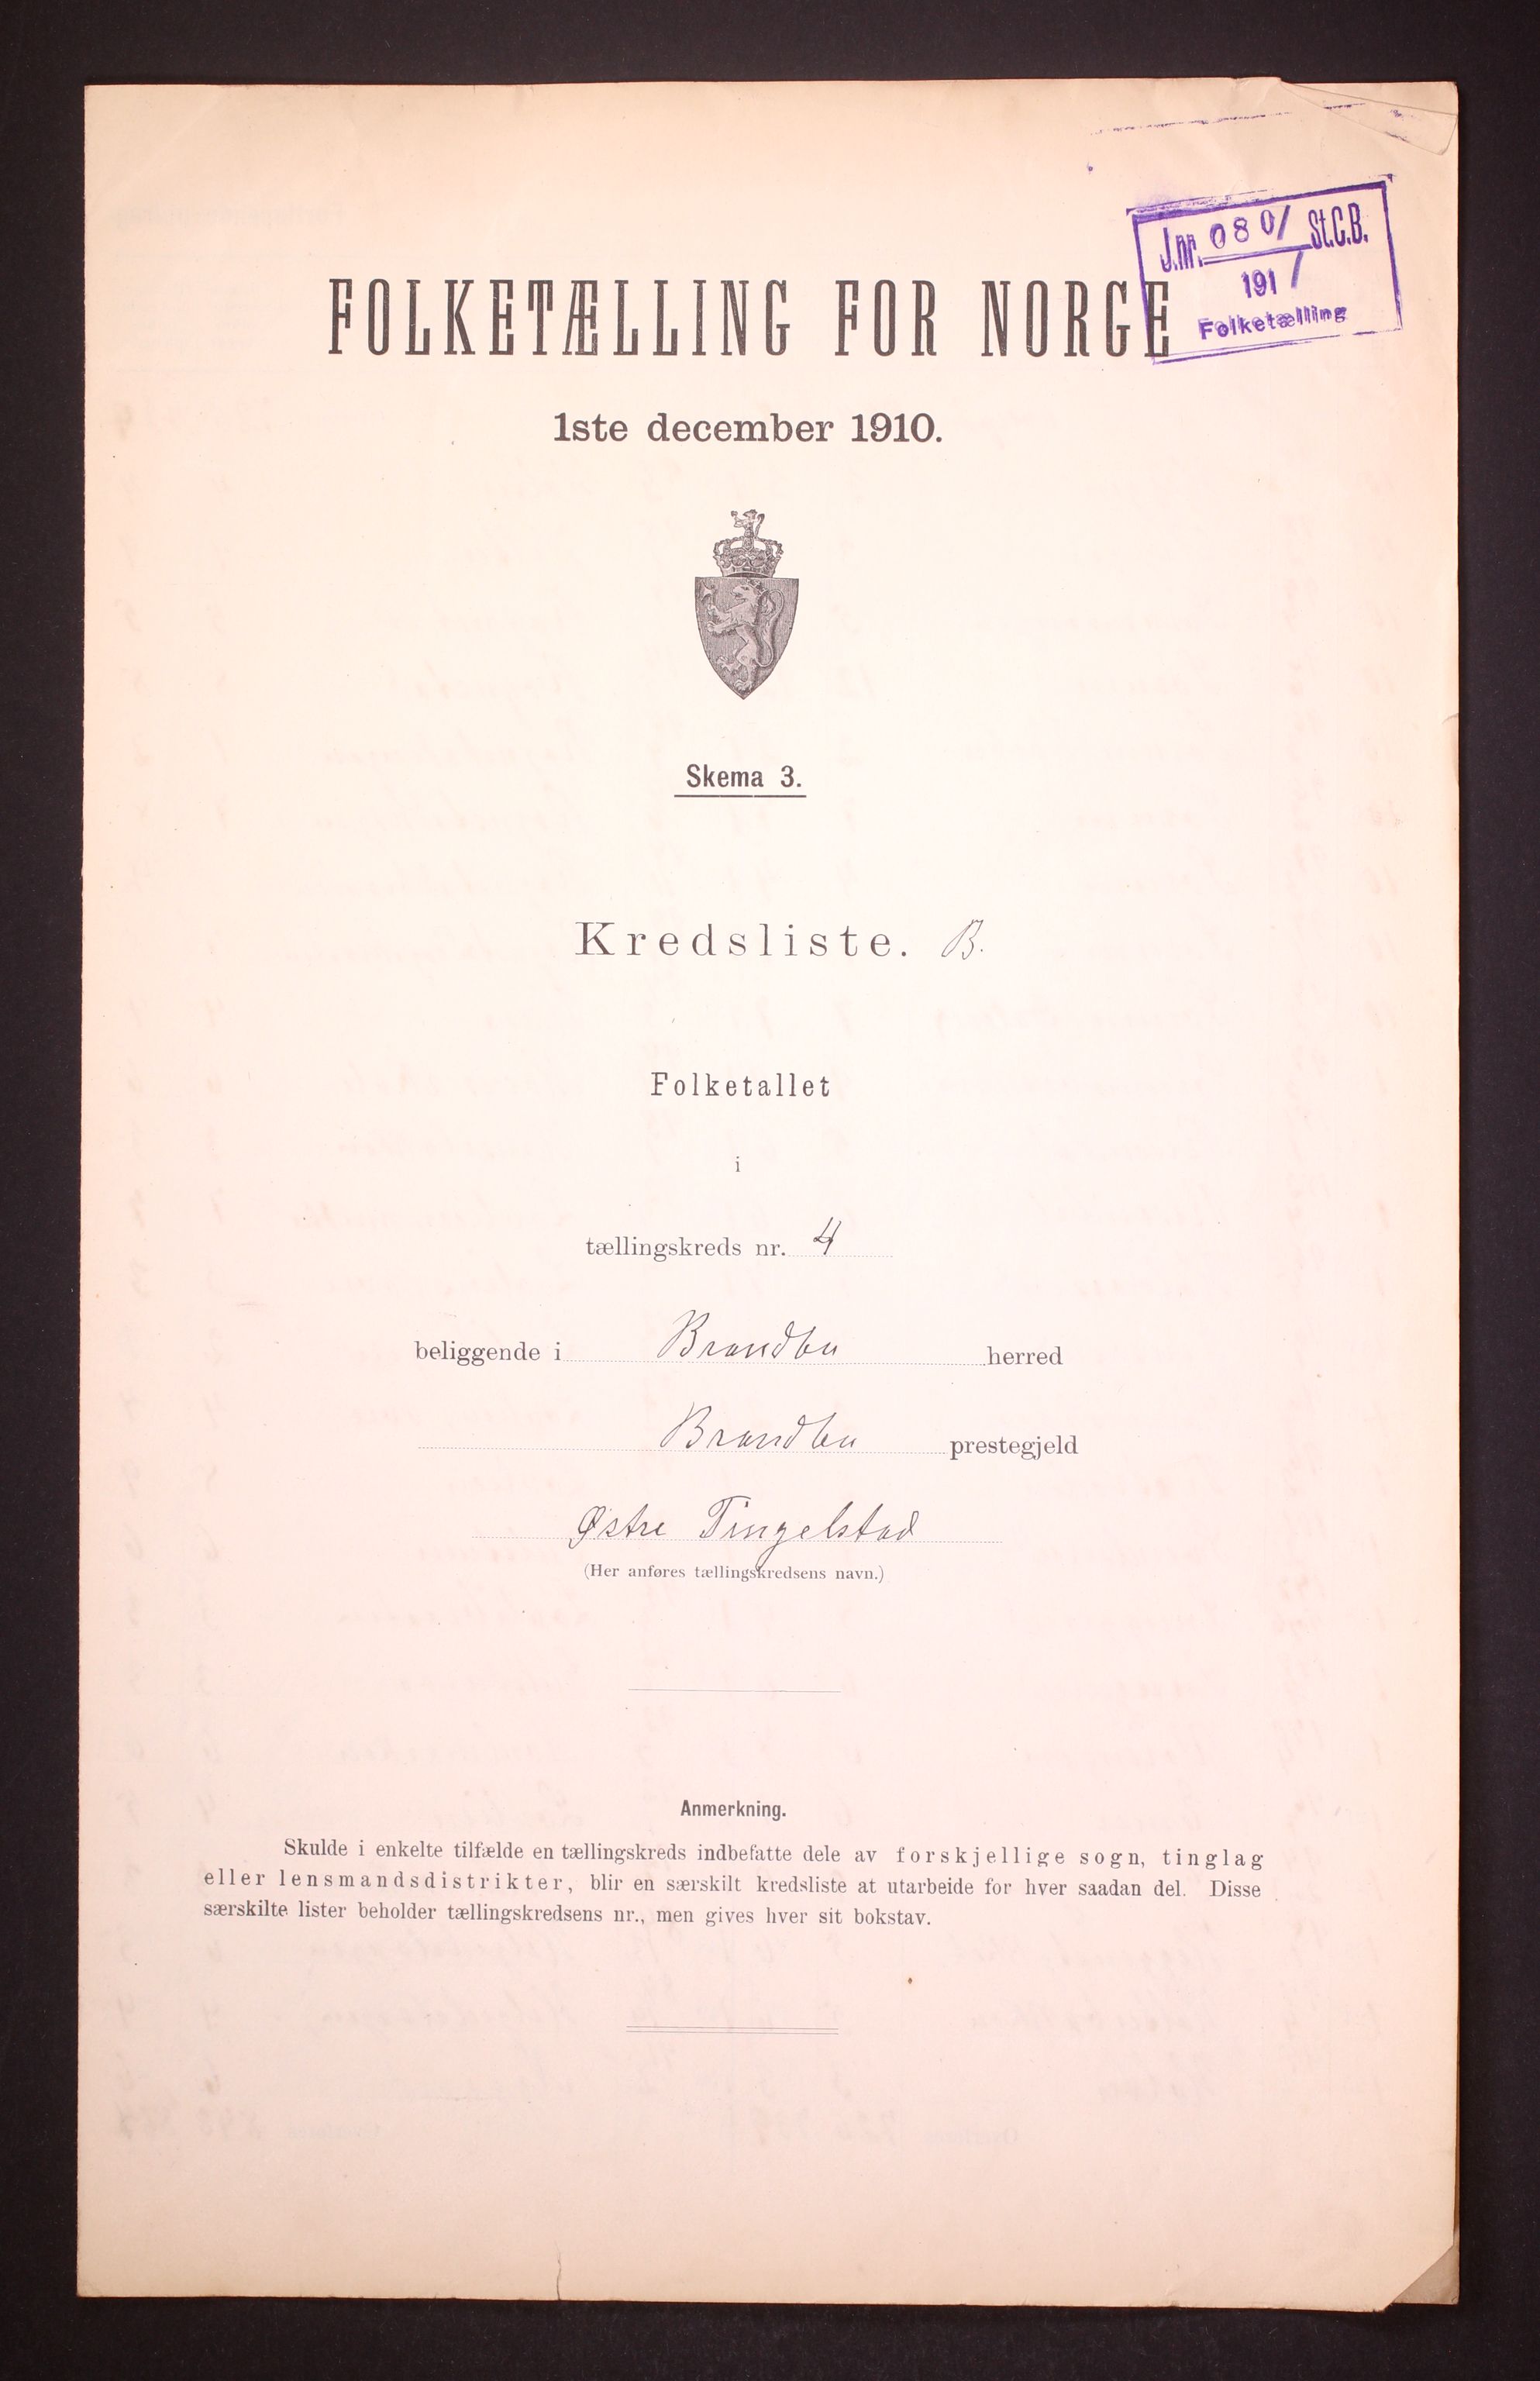 J.nr. 080/ St.C.B.
191/
Folketælling
FOLKETÆLLING FOR NORGE
1ste december 1910.
Skema 3.
Kredsliste. B.
Folketallet
i
tællingskreds nr. 4
beliggende i Brandbu herred
Brandbu prestegjeld
Østre Tingelstad
(Her anføres tællingskredsens navn.)
Anmerkning.
Skulde i enkelte tilfælde en tællingskreds indbefatte dele av forskjellige sogn, tinglag
eller lensmandsdistrikter, blir en særskilt kredsliste at utarbeide for hver saadan del. Disse
særskilte lister beholder tællingskredsens nr., men gives hver sit bokstav.